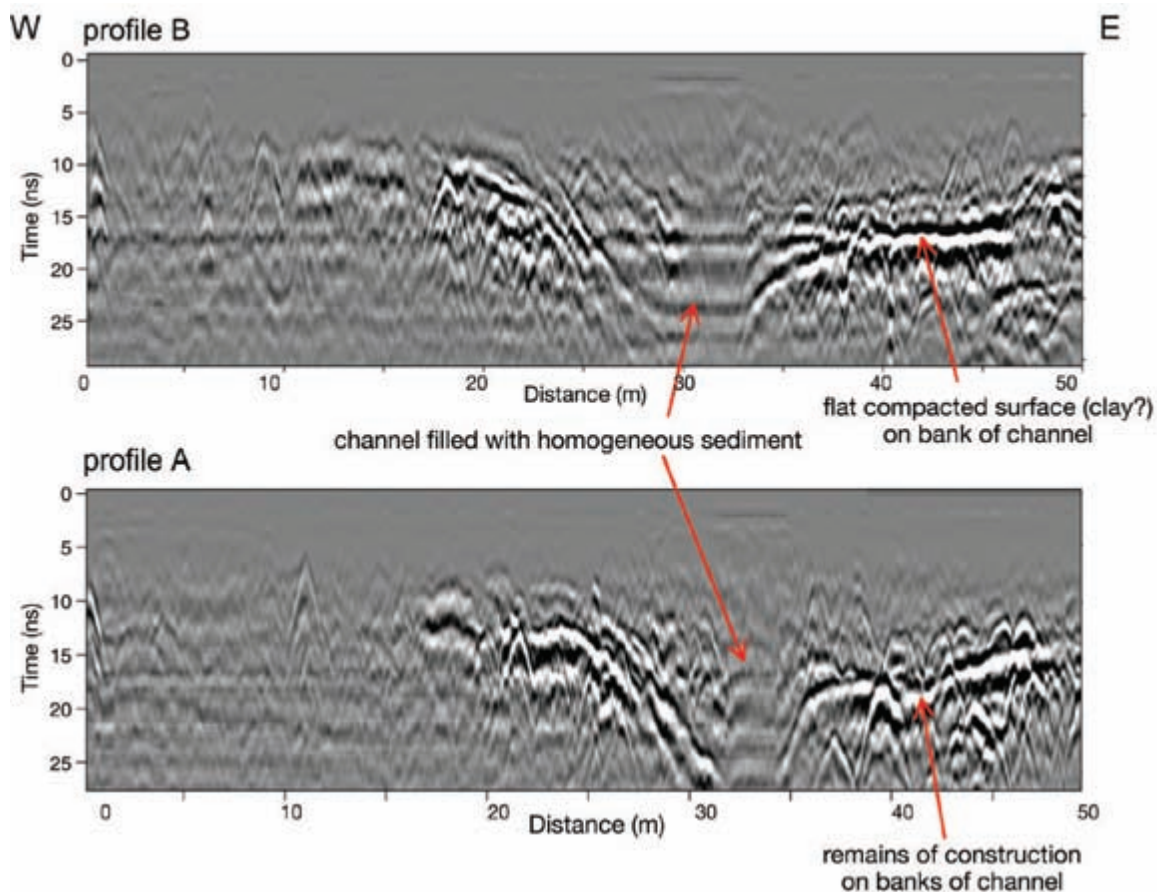 W profile B E
0
5
10
15
20
25
Time (ns)
0 10 20 30 40 50
Distance (m)
flat compacted surface (clay?)
on bank of channel
channel filled with homogeneous sediment
profile A
0
5
10
15
20
25
Time (ns)
0 10 20 30 40 50
Distance (m)
remains of construction
on banks of channel